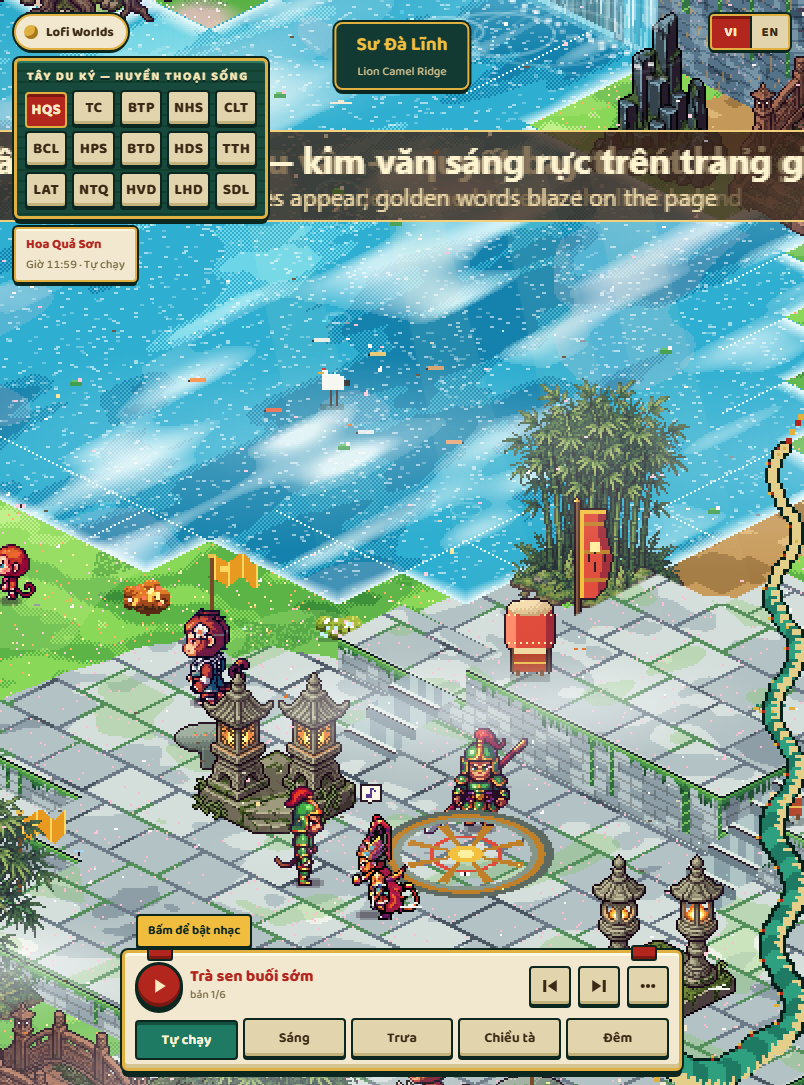 Lofi Worlds
Sư Đà Lĩnh
Lion Camel Ridge
VI
EN
TÂY DU KÝ — HUYỀN THOẠI SỐNG
HQS
TC
BTP
NHS
CLT
BCL
HPS
BTD
HDS
TTH
LAT
NTQ
HVD
LHD
SDL
— kim văn sáng rực trên trang
appear, golden words blaze on the page
Hoa Quả Sơn
Giờ 11:59 · Tự chạy
Bấm để bật nhạc
Trà sen buổi sớm
bản 1/6
Tự chạy
Sáng
Trưa
Chiều tà
Đêm